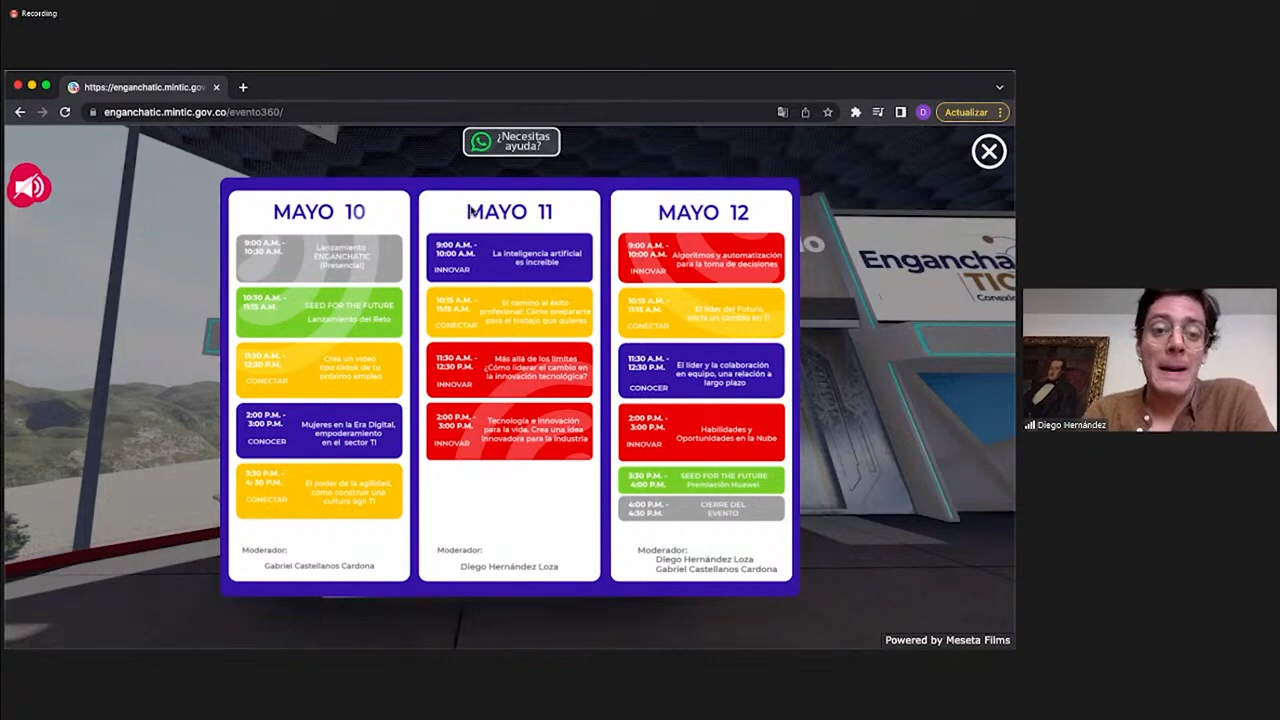 Recording
https://enganchatic.mintic.gov
enganchatic.mintic.gov.co/evento360/
D
Actualizar
¿Necesitas
ayuda?
Enganch
TIC
MAYO 10
9:00 A.M. -
10:30 A.M.
Lanzamiento
ENGANCHATIC
(Presencial)
10:30 A.M. -
11:15 A.M.
SEED FOR THE FUTURE
Lanzamiento del Reto
11:30 A.M. -
12:30 P.M.
CONECTAR
Crea un video
tipo tiktok de tu
próximo empleo
2:00 P.M. -
3:00 P.M.
CONOCER
Mujeres en la Era Digital,
empoderamiento
en el sector TI
3:30 P.M. -
4: 30 P.M.
CONECTAR
El poder de la agilidad,
cómo construir una
cultura ágil TI
Moderador:
Gabriel Castellanos Cardona
MAYO 11
9:00 A.M. -
10:00 A.M.
INNOVAR
La inteligencia artificial
es increible
10:15 A.M. -
11:15 A.M.
CONECTAR
El camino al éxito
profesional: Cómo prepararte
para el trabajo que quieres
11:30 A.M. -
12:30 P.M.
INNOVAR
Más allá de los límites
¿Cómo liderar el cambio en
la innovación tecnológica?
2:00 P.M. -
3:00 P.M.
INNOVAR
Tecnología e Innovación
para la vida. Crea una idea
innovadora para la industria
Moderador:
Diego Hernández Loza
MAYO 12
9:00 A.M. -
10:00 A.M.
INNOVAR
Algoritmos y automatización
para la toma de decisiones
10:15 A.M. -
11:15 A.M.
CONECTAR
El líder del Futuro,
inicia un cambio en TI
11:30 A.M. -
12:30 P.M.
CONOCER
El líder y la colaboración
en equipo, una relación a
largo plazo
2:00 P.M. -
3:00 P.M.
INNOVAR
Habilidades y
Oportunidades en la Nube
3:30 P.M. -
4:00 P.M.
SEED FOR THE FUTURE
Premiación Huawei
4:00 P.M. -
4:30 P.M.
CIERRE DEL
EVENTO
Moderador:
Diego Hernández Loza
Gabriel Castellanos Cardona
Powered by Meseta Films
Diego Hernández